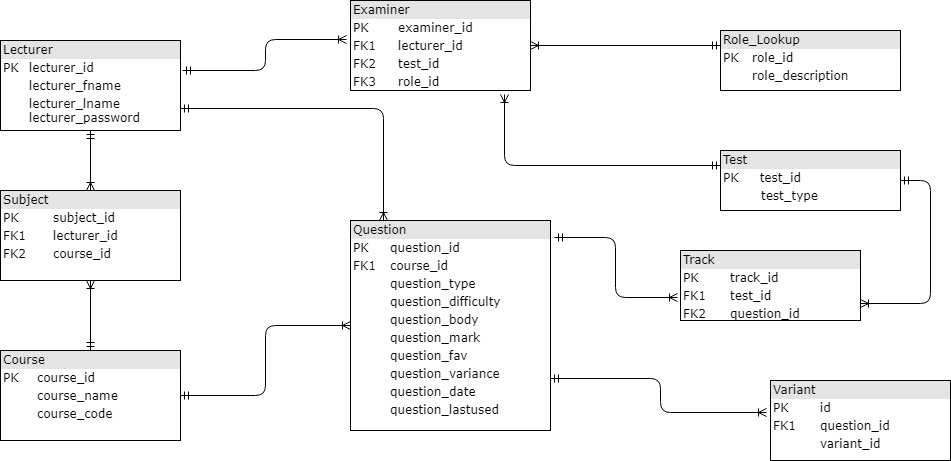 Examiner
PK examiner_id
FK1 lecturer_id
FK2 test_id
FK3 role_id
Role_Lookup
PK role_id
role_description
Lecturer
PK lecturer_id
lecturer_fname
lecturer_lname
lecturer_password
Test
PK test_id
test_type
Subject
PK subject_id
FK1 lecturer_id
FK2 course_id
Question
PK question_id
FK1 course_id
question_type
question_difficulty
question_body
question_mark
question_fav
question_variance
question_date
question_lastused
Track
PK track_id
FK1 test_id
FK2 question_id
Course
PK course_id
course_name
course_code
Variant
PK id
FK1 question_id
variant_id